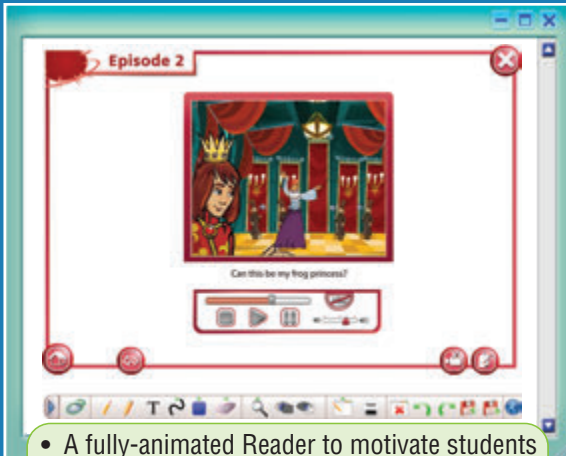 Episode 2
Can this be my frog princess?
T
• A fully-animated Reader to motivate students